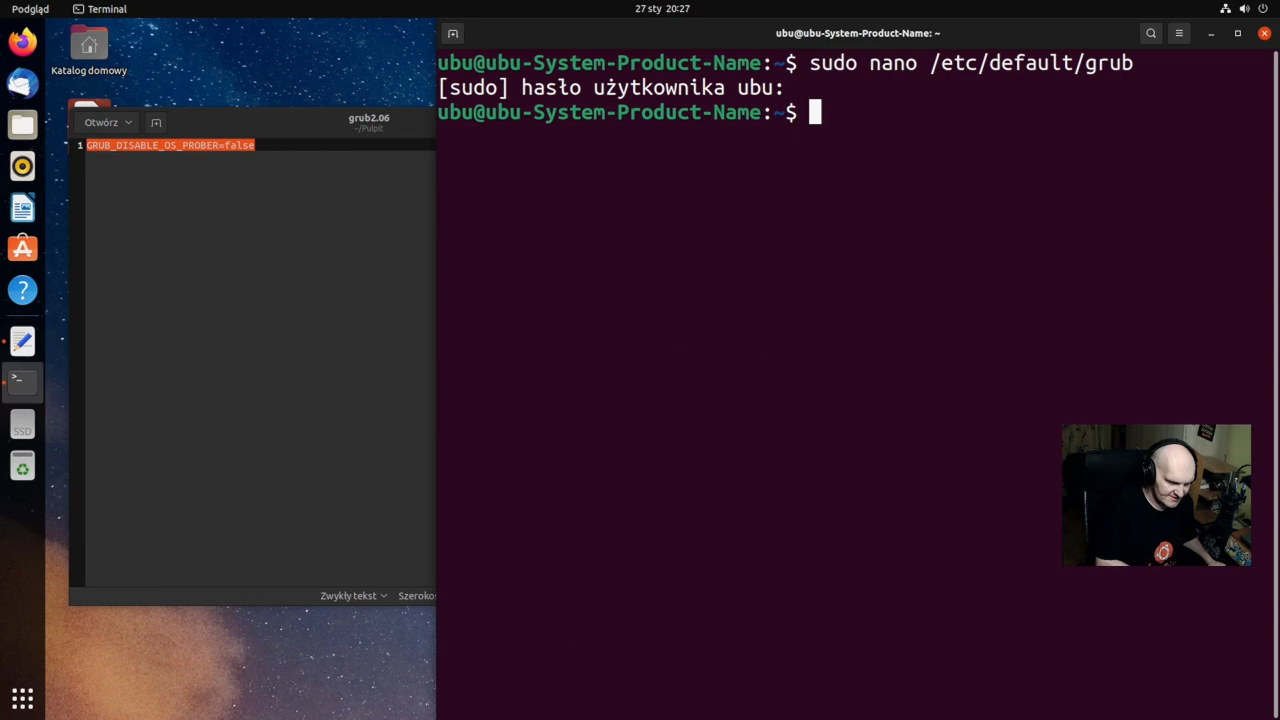 Podgląd
Terminal
27 sty 20:27
Katalog domowy
Otwórz
grub2.06
~/Pulpit
1 GRUB_DISABLE_OS_PROBER=false
Zwykły tekst
Szeroko
ubu@ubu-System-Product-Name: ~
ubu@ubu-System-Product-Name:~$ sudo nano /etc/default/grub
[sudo] hasło użytkownika ubu:
ubu@ubu-System-Product-Name:~$
SSD